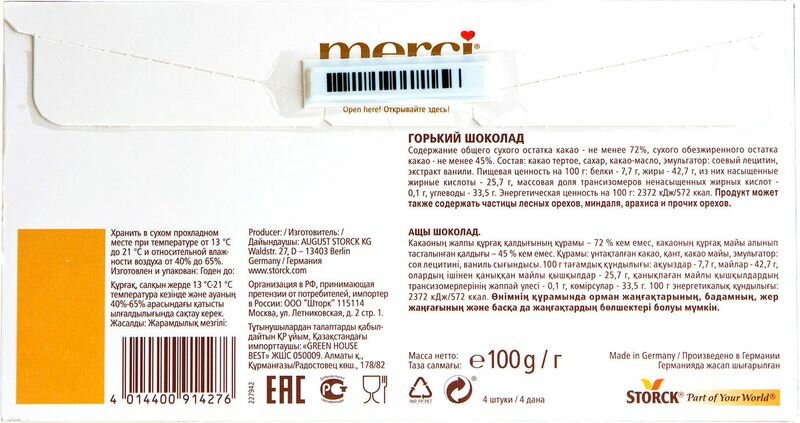 merci®
Open here! Открывайте здесь!
ГОРЬКИЙ ШОКОЛАД
Содержание общего сухого остатка какао - не менее 72%, сухого обезжиренного остатка
какао - не менее 45%. Состав: какао тертое, сахар, какао-масло, эмульгатор: соевый лецитин,
экстракт ванили. Пищевая ценность на 100 г: белки - 7,7 г, жиры - 42,7 г, из них насыщенные
жирные кислоты - 25,7 г, массовая доля трансизомеров ненасыщенных жирных кислот -
0,1 г, углеводы - 33,5 г. Энергетическая ценность на 100 г: 2372 кДж/572 ккал. Продукт может
также содержать частицы лесных орехов, миндаля, арахиса и прочих орехов.
АЩЫ ШОКОЛАД.
Какаоның жалпы құрғақ қалдығының құрамы – 72 % кем емес, какаоның құрғақ майы алынып
тасталынған қалдығы – 45 % кем емес. Құрамы: ұнтақталған какао, қант, какао майы, эмульгатор:
соя лецитині, ваниль сығындысы. 100 г тағамдық құндылығы: ақуыздар - 7,7 г, майлар - 42,7 г,
олардың ішінен қаныққан майлы қышқылдар - 25,7 г, қанықпаған майлы қышқылдардың
трансизомерлерінің жаппай үлесі - 0,1 г, көмірсулар - 33,5 г. 100 г энергетикалық құндылығы:
2372 кДж/572 ккал. Өнімнің құрамында орман жаңғақтарының, бадамның, жер
жаңғағының және басқа да жаңғақтардың бөлшектері болуы мүмкін.
Хранить в сухом прохладном
месте при температуре от 13 °C
до 21 °C и относительной влажности
воздуха от 40% до 65%.
Изготовлен и упакован: Годен до:
Құрғақ, салқын жерде 13 °C-21 °C
температура кезінде және ауаның
40%-65% арасындағы қатысты
ылғалдылығында сақтау керек.
Жасалды: Жарамдылық мезгілі:
4 014400 914276
Producer: / Изготовитель: /
Дайындаушы: AUGUST STORCK KG
Waldstr. 27, D – 13403 Berlin
Germany / Германия
www.storck.com
Организация в РФ, принимающая
претензии от потребителей, импортер
в России: ООО "Шторк" 115114
Москва, ул. Летниковская, д. 2 стр. 1.
Тұтынушылардан талаптарды қабыл-
дайтын ҚР ұйым, Қазақстандағы
импорттаушы: «GREEN HOUSE
BEST» ЖШС 050009. Алматы қ.,
Құрманғазы/Радостовец көш., 178/82
227942
EAC
PAP, PP, PET
Масса нетто:
Таза салмағы:
℮100 g / г
4 штуки / 4 дана
Made in Germany / Произведено в Германии
Германияда жасап шығарылған
STORCK® Part of Your World®